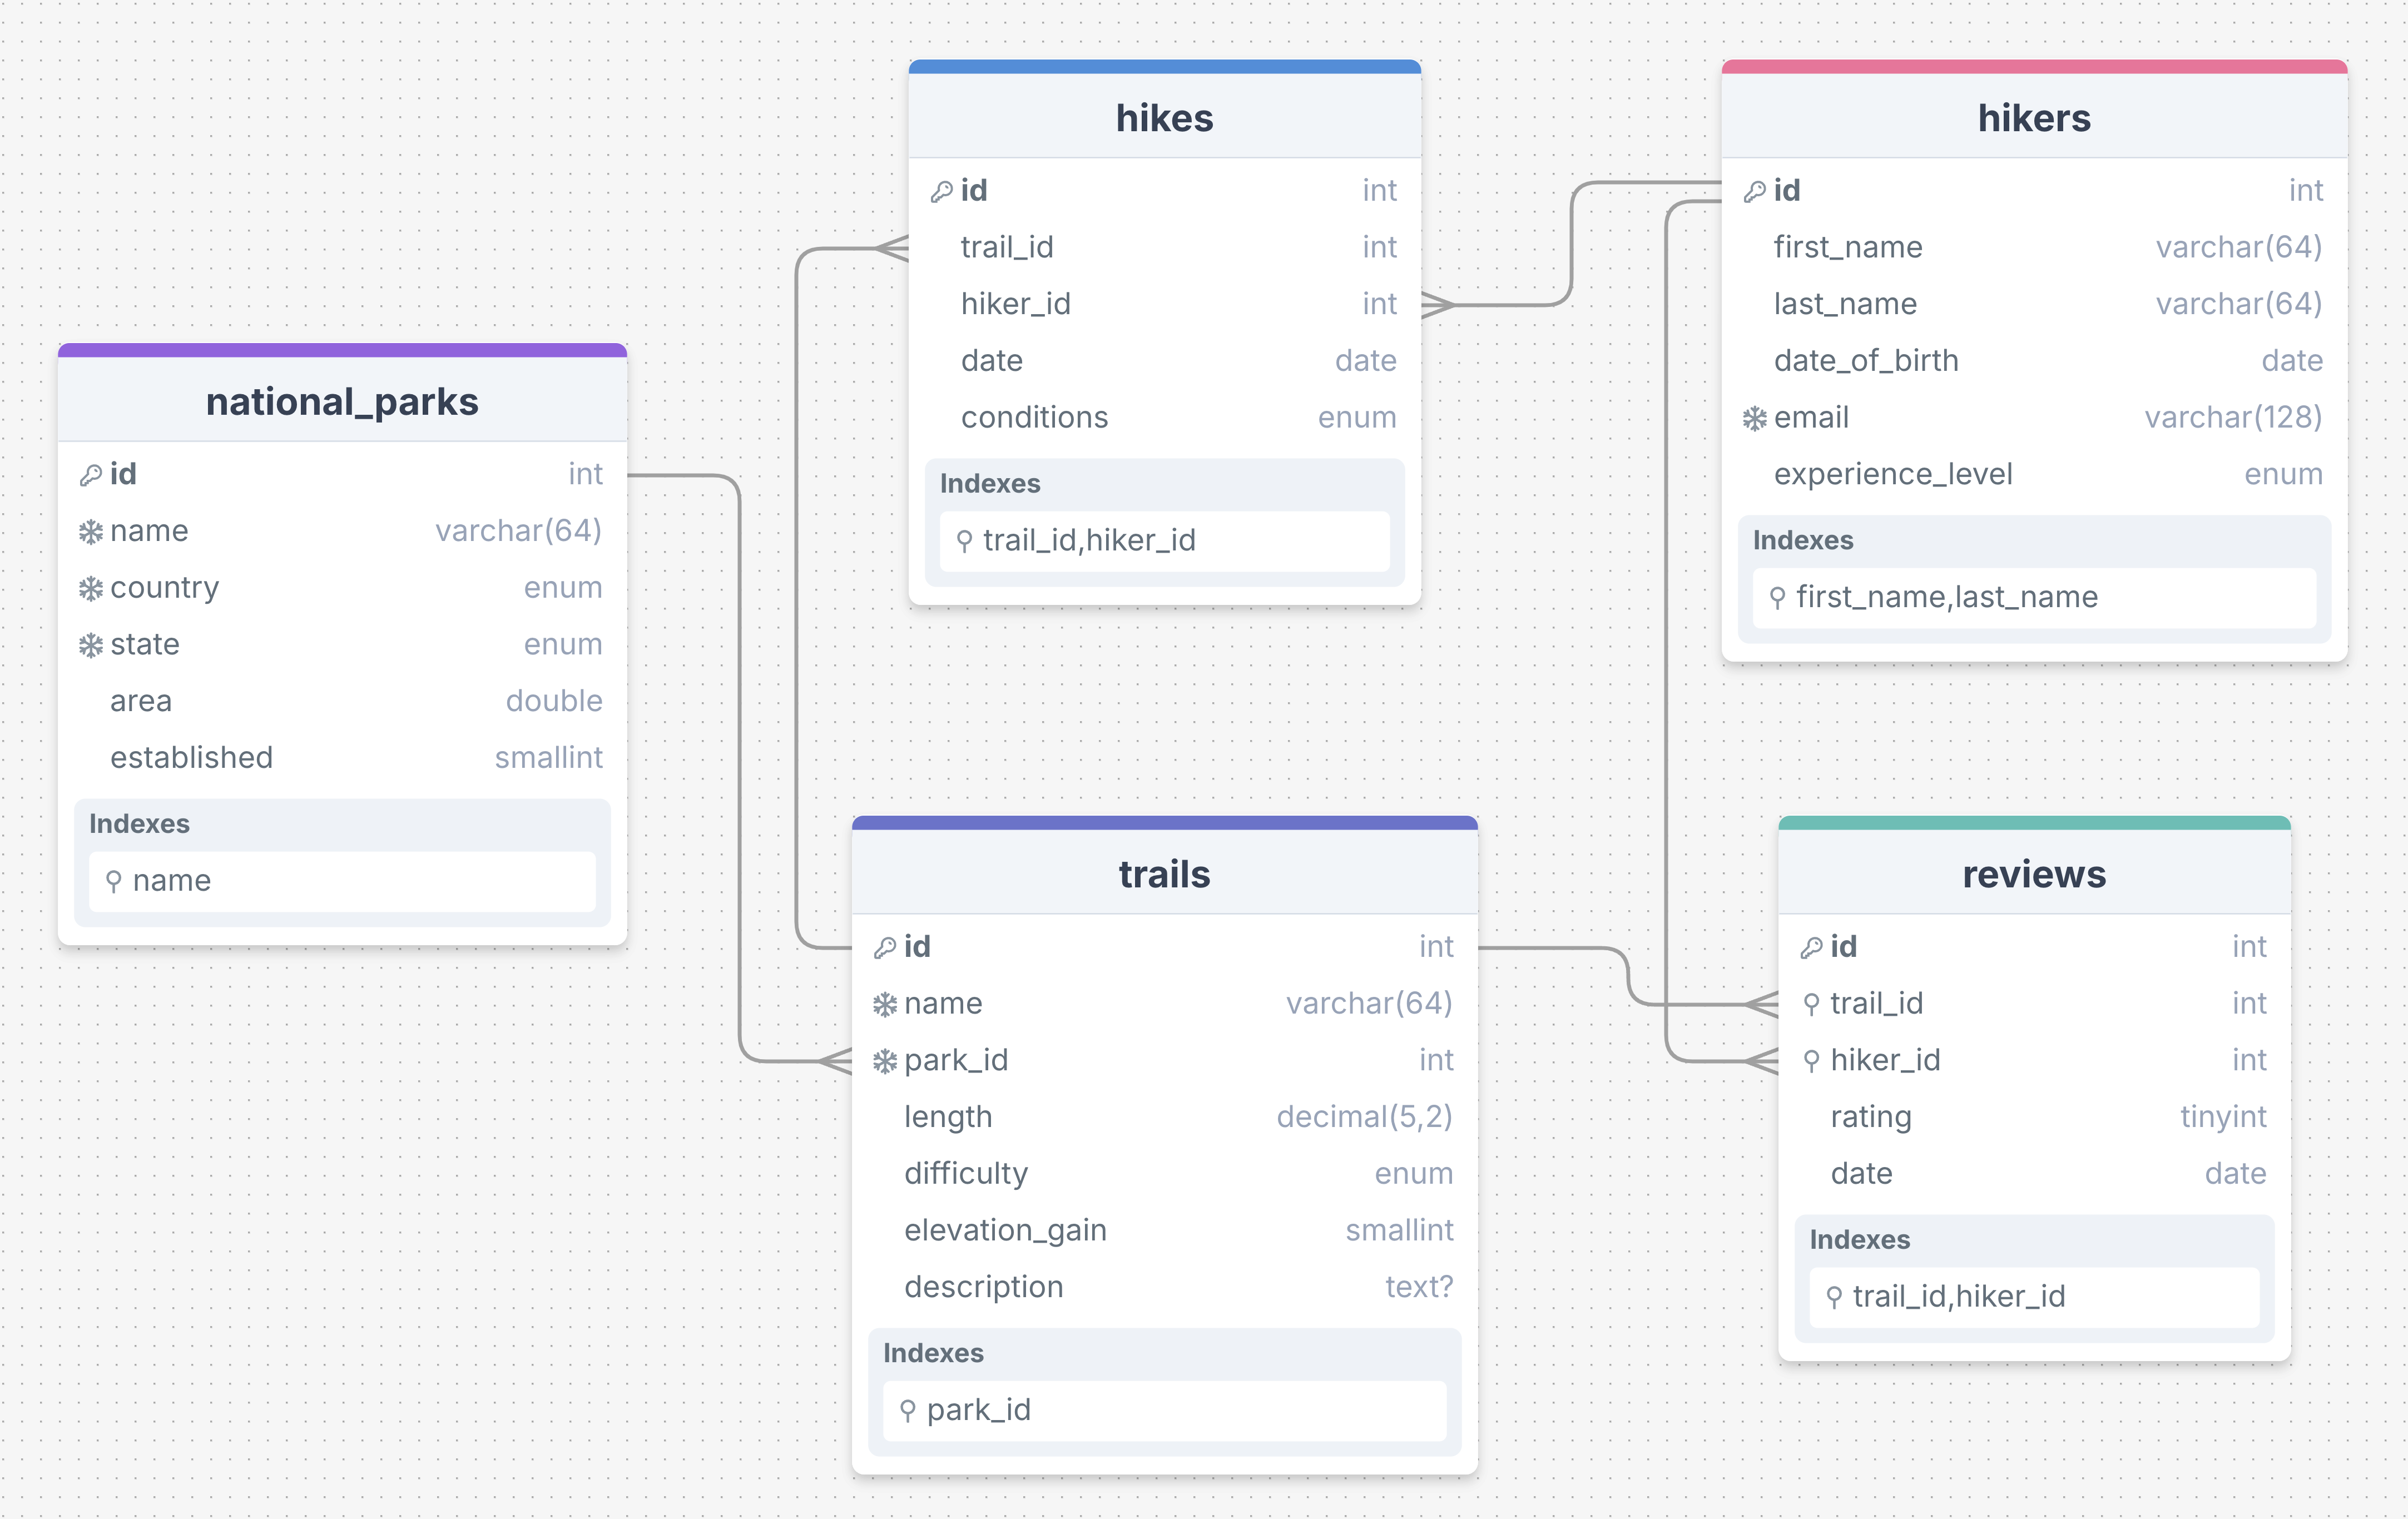 national_parks
id int
name varchar(64)
country enum
state enum
area double
established smallint
Indexes
name
hikes
id int
trail_id int
hiker_id int
date date
conditions enum
Indexes
trail_id,hiker_id
hikers
id int
first_name varchar(64)
last_name varchar(64)
date_of_birth date
email varchar(128)
experience_level enum
Indexes
first_name,last_name
trails
id int
name varchar(64)
park_id int
length decimal(5,2)
difficulty enum
elevation_gain smallint
description text?
Indexes
park_id
reviews
id int
trail_id int
hiker_id int
rating tinyint
date date
Indexes
trail_id,hiker_id